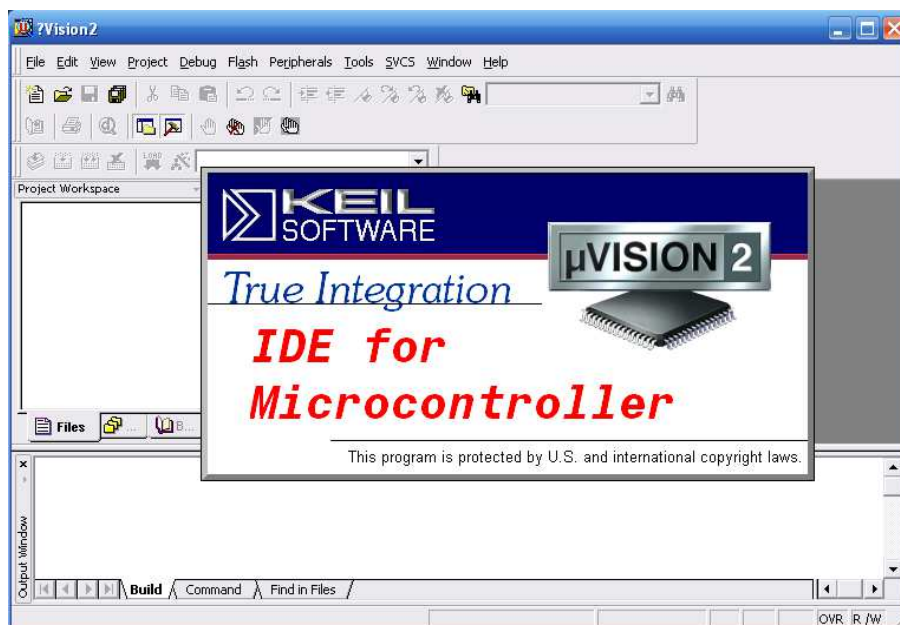 ?Vision2
File Edit View Project Debug Flash Peripherals Tools SVCS Window Help
LOAD
Project Workspace
KEIL
SOFTWARE
µVISION 2
True Integration
IDE for
Microcontroller
This program is protected by U.S. and international copyright laws.
Files ... B...
Output Window
Build Command Find in Files
OVR R/W